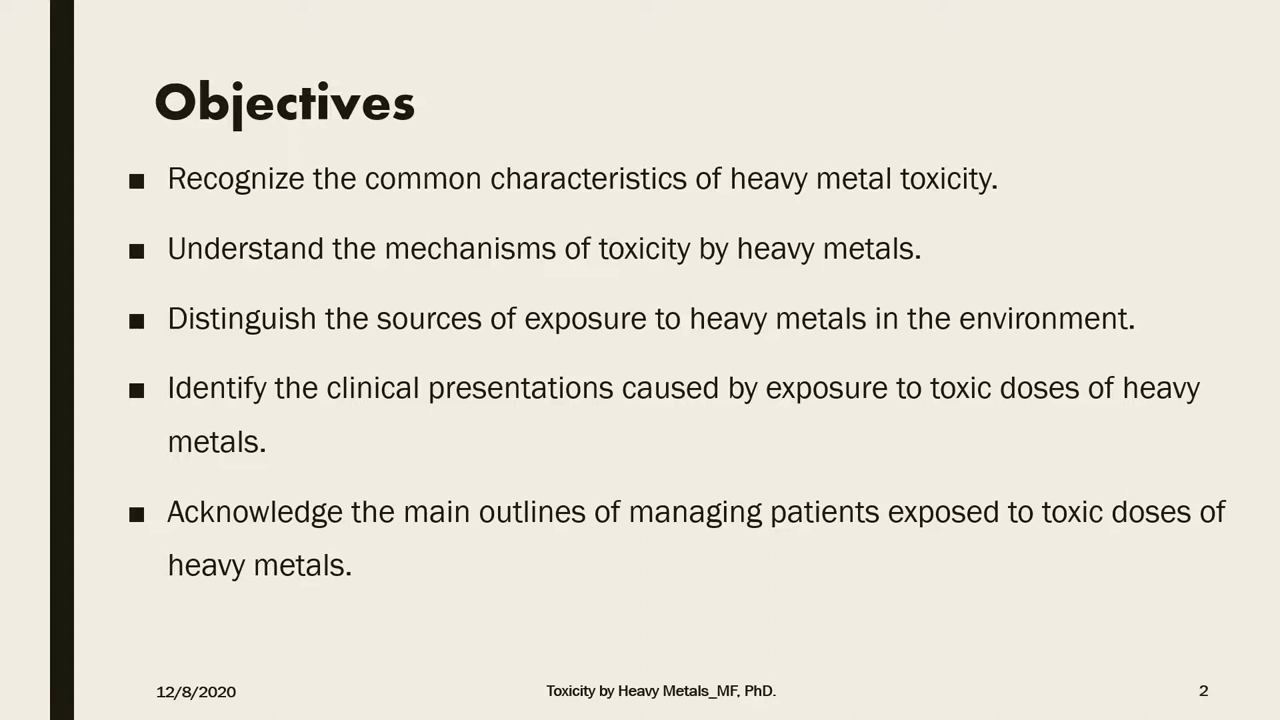 Objectives
■ Recognize the common characteristics of heavy metal toxicity.
■ Understand the mechanisms of toxicity by heavy metals.
■ Distinguish the sources of exposure to heavy metals in the environment.
■ Identify the clinical presentations caused by exposure to toxic doses of heavy
metals.
■ Acknowledge the main outlines of managing patients exposed to toxic doses of
heavy metals.
12/8/2020
Toxicity by Heavy Metals_MF, PhD.
2